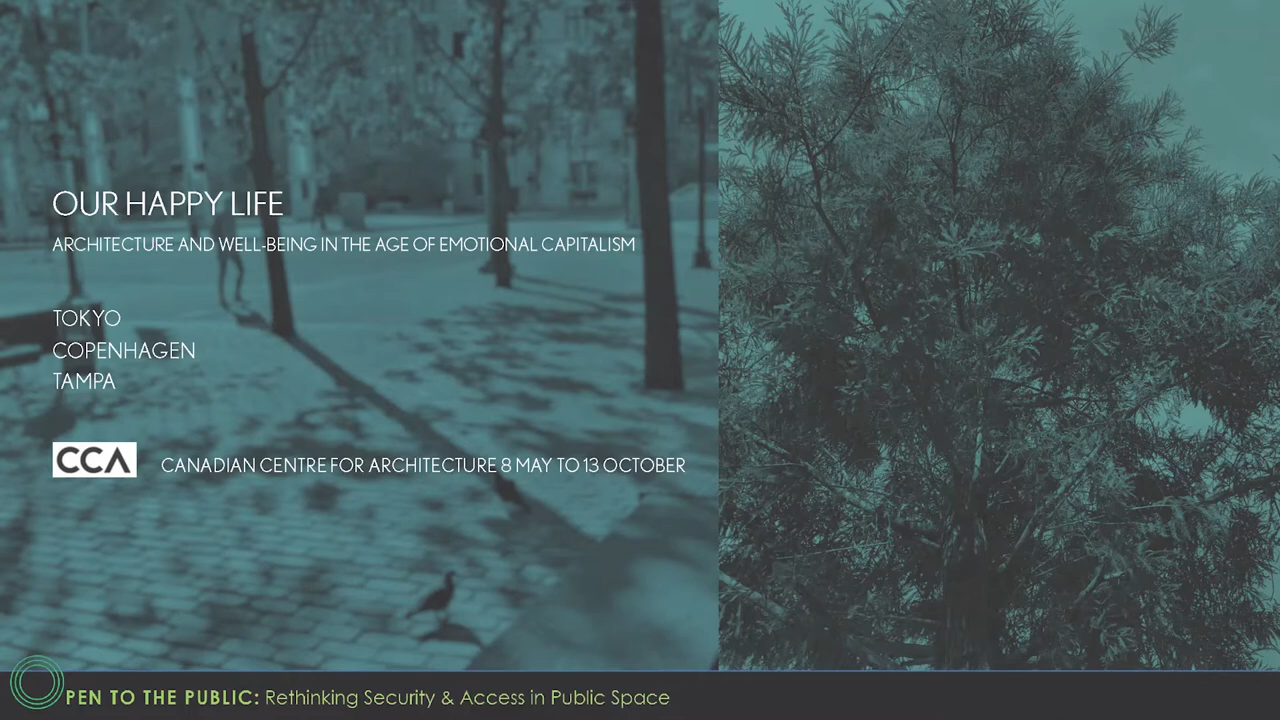 OUR HAPPY LIFE
ARCHITECTURE AND WELL-BEING IN THE AGE OF EMOTIONAL CAPITALISM
TOKYO
COPENHAGEN
TAMPA
CCA CANADIAN CENTRE FOR ARCHITECTURE 8 MAY TO 13 OCTOBER
OPEN TO THE PUBLIC: Rethinking Security & Access in Public Space